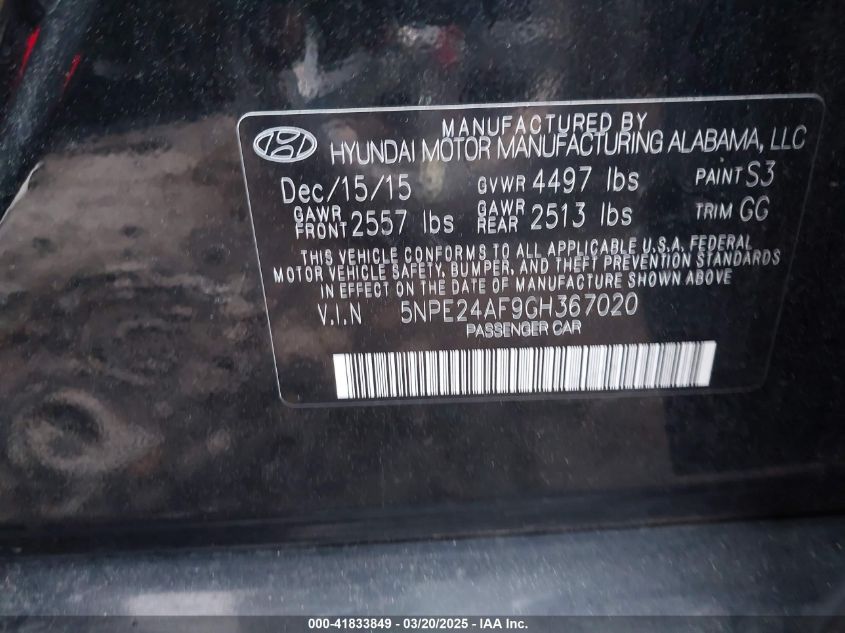 MANUFACTURED BY
HYUNDAI MOTOR MANUFACTURING ALABAMA, LLC
Dec/15/15 GVWR 4497 lbs PAINT S3
GAWR FRONT 2557 lbs GAWR REAR 2513 lbs TRIM GG
THIS VEHICLE CONFORMS TO ALL APPLICABLE U.S.A. FEDERAL
MOTOR VEHICLE SAFETY, BUMPER, AND THEFT PREVENTION STANDARDS
IN EFFECT ON THE DATE OF MANUFACTURE SHOWN ABOVE
V.I.N 5NPE24AF9GH367020
PASSENGER CAR
000-41833849 - 03/20/2025 - IAA Inc.